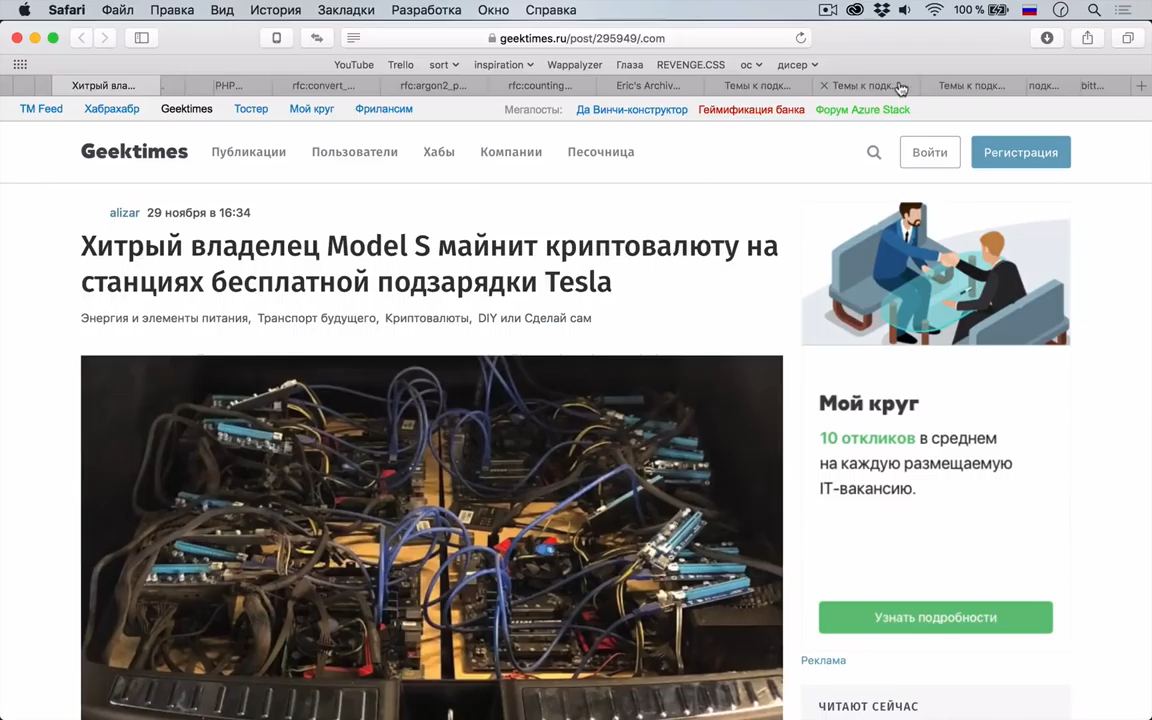 Safari Файл Правка Вид История Закладки Разработка Окно Справка 100 %
geektimes.ru/post/295949/.com
YouTube Trello sort inspiration Wappalyzer Глаза REVENGE.CSS ос дисер
Хитрый вла... PHP... rfc:convert_... rfc:argon2_p... rfc:counting... Eric's Archiv... Темы к подк... Темы к подк... Темы к подк... подк... bitt...
TM Feed Хабрахабр Geektimes Тостер Мой круг Фрилансим Мегапосты: Да Винчи-конструктор Геймификация банка Форум Azure Stack
Geektimes Публикации Пользователи Хабы Компании Песочница Войти Регистрация
alizar 29 ноября в 16:34
Хитрый владелец Model S майнит криптовалюту на
станциях бесплатной подзарядки Tesla
Энергия и элементы питания, Транспорт будущего, Криптовалюты, DIY или Сделай сам
Мой круг
10 откликов в среднем
на каждую размещаемую
IT-вакансию.
Узнать подробности
Реклама
ЧИТАЮТ СЕЙЧАС